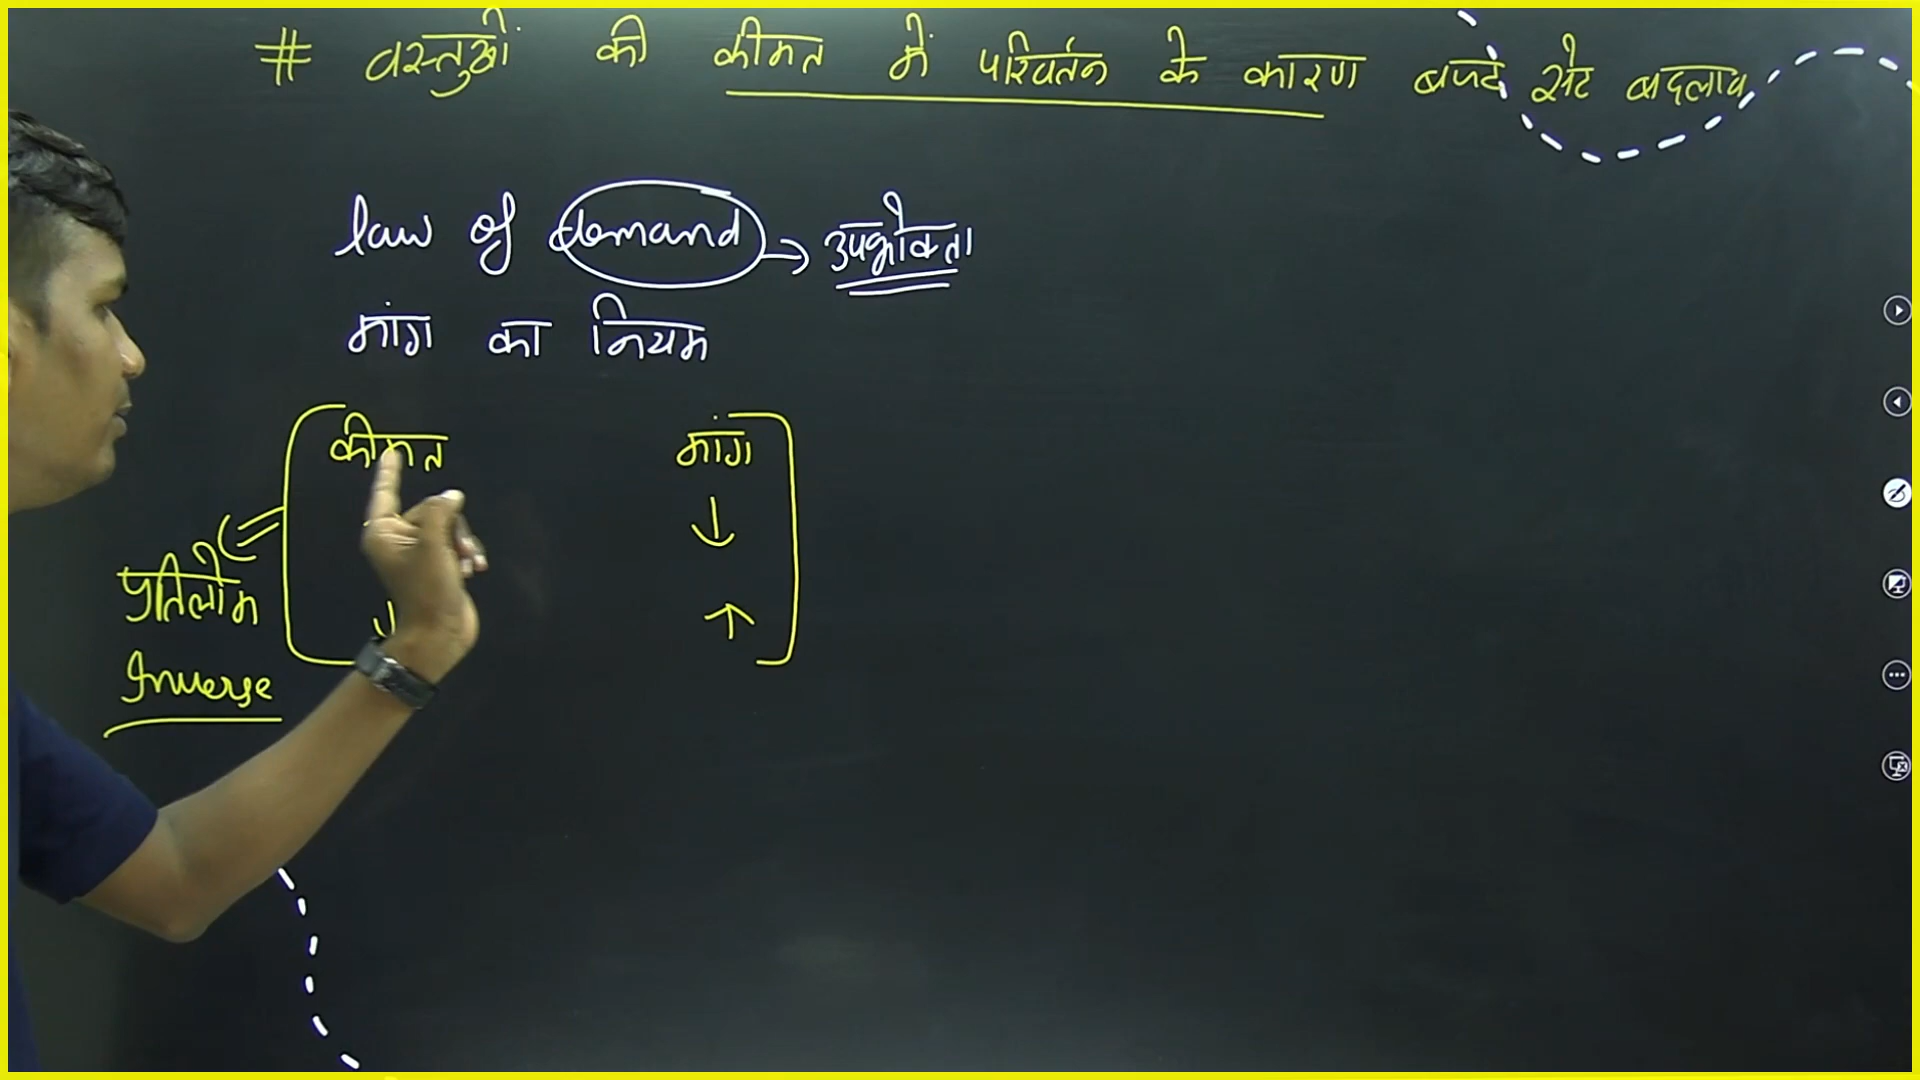 # वस्तुओं की कीमत में परिवर्तन के कारण बजट सेट बदलाव
law of demand → उपभोक्ता
मांग का नियम
कीमत मांग
↓
↓ ↑
प्रतिलोम
Inverse